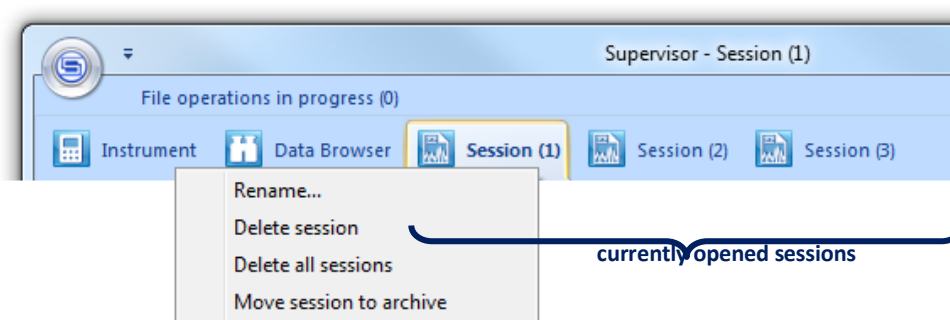 Supervisor - Session (1)
File operations in progress (0)
Instrument Data Browser Session (1) Session (2) Session (3)
Rename...
Delete session
Delete all sessions
Move session to archive
currently opened sessions